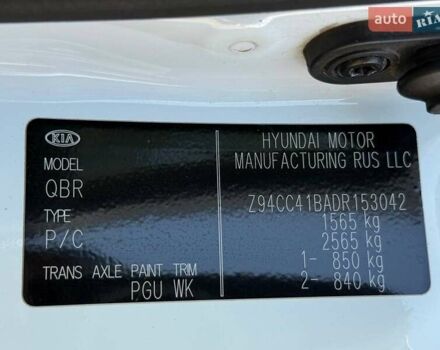 AUTO RIA
KIA
MODEL
QBR
TYPE
P/C
TRANS AXLE PAINT TRIM
PGU WK
HYUNDAI MOTOR
MANUFACTURING RUS LLC
Z94CC41BADR153042
1565 kg
2565 kg
1- 850 kg
2- 840 kg